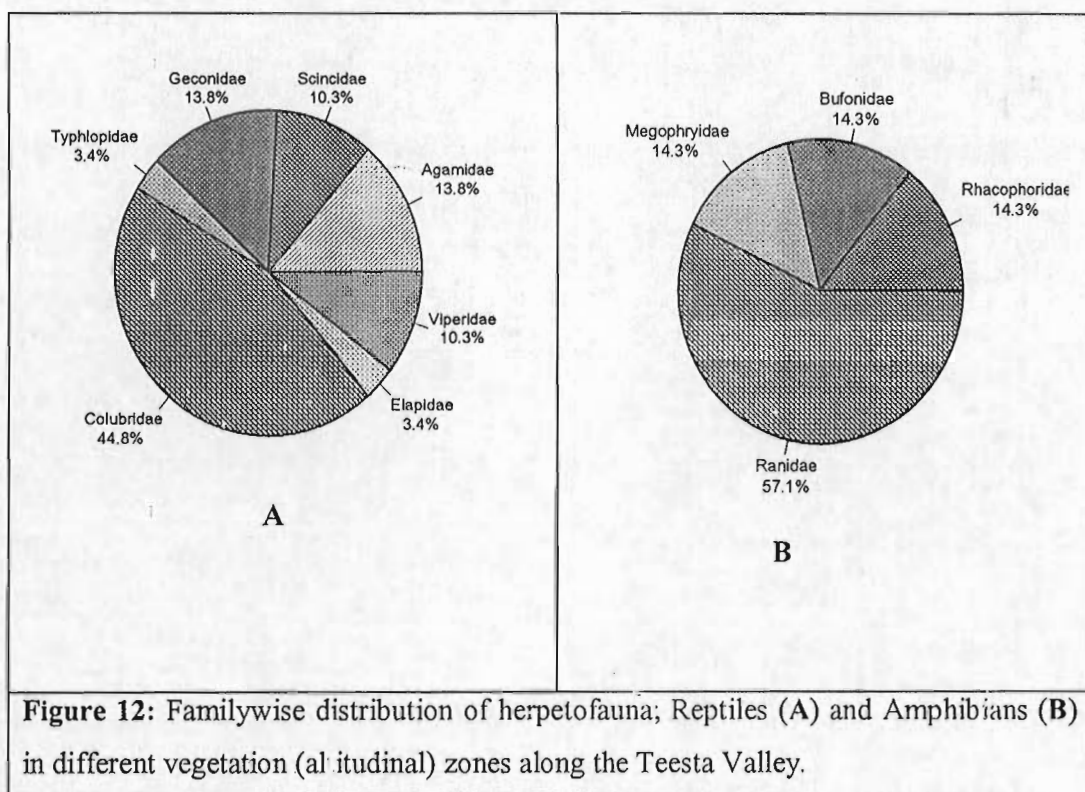 Geconidae
13.8%
Scincidae
10.3%
Typhlopidae
3.4%
Agamidae
13.8%
Viperidae
10.3%
Elapidae
3.4%
Colubridae
44.8%
A
Bufonidae
14.3%
Megophryidae
14.3%
Rhacophoridae
14.3%
Ranidae
57.1%
B
Figure 12: Familywise distribution of herpetofauna; Reptiles (A) and Amphibians (B)
in different vegetation (al itudinal) zones along the Teesta Valley.